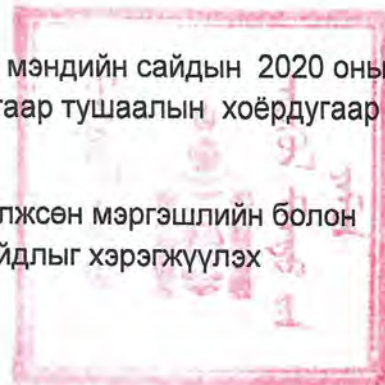 мэндийн сайдын 2020 оны
гаар тушаалын хоёрдугаар
лжсөн мэргэшлийн болон
йдлыг хэрэгжүүлэх